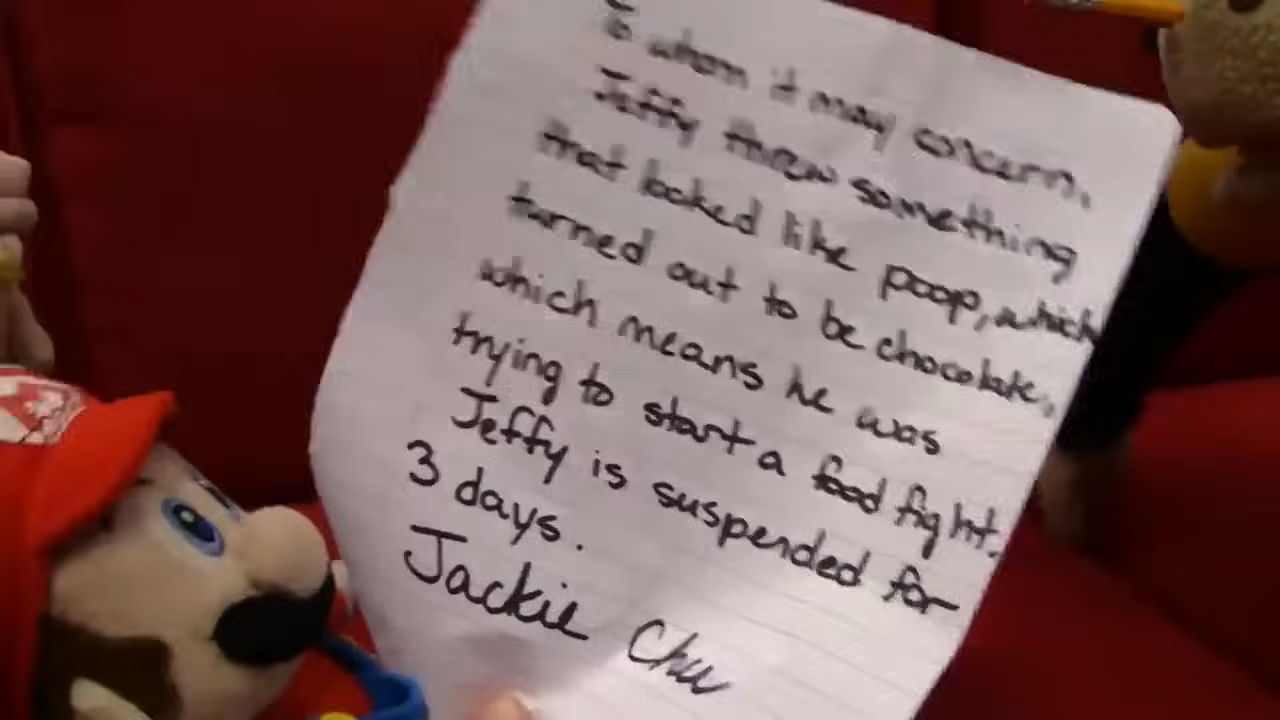 To whom it may concern,
Jeffy threw something
that looked like poop, which
turned out to be chocolate,
which means he was
trying to start a food fight.
Jeffy is suspended for
3 days.
Jackie Chu